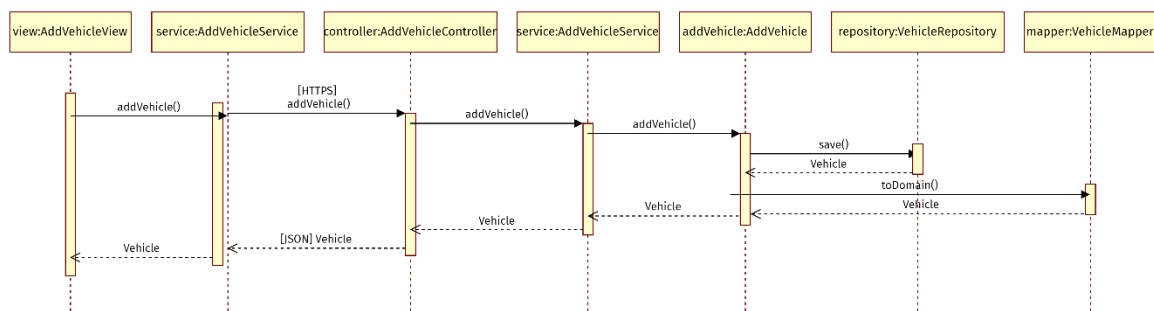 view:AddVehicleView
service:AddVehicleService
controller:AddVehicleController
service:AddVehicleService
addVehicle:AddVehicle
repository:VehicleRepository
mapper:VehicleMapper
addVehicle()
[HTTPS]
addVehicle()
addVehicle()
addVehicle()
save()
Vehicle
toDomain()
Vehicle
Vehicle
Vehicle
[JSON] Vehicle
Vehicle